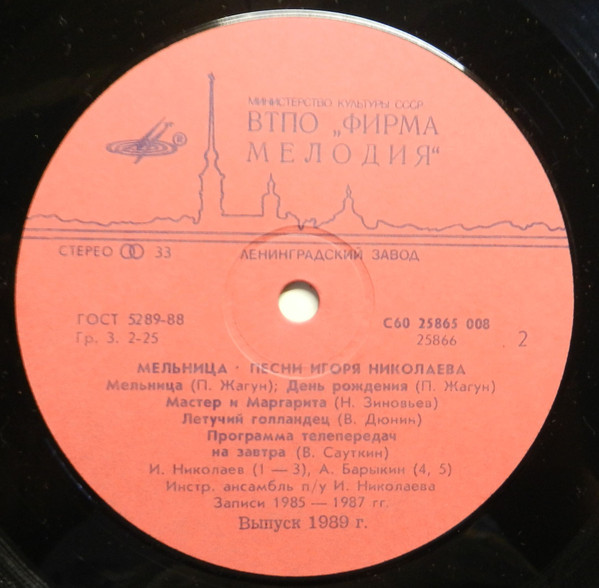 МИНИСТЕРСТВО КУЛЬТУРЫ СССР
ВТПО „ФИРМА
МЕЛОДИЯ“
®
СТЕРЕО 33
ЛЕНИНГРАДСКИЙ ЗАВОД
ГОСТ 5289-88
Гр. 3. 2-25
С60 25865 008
25866
2
МЕЛЬНИЦА · ПЕСНИ ИГОРЯ НИКОЛАЕВА
Мельница (П. Жагун); День рождения (П. Жагун)
Мастер и Маргарита (Н. Зиновьев)
Летучий голландец (В. Дюнин)
Программа телепередач
на завтра (В. Сауткин)
И. Николаев (1 — 3), А. Барыкин (4, 5)
Инстр. ансамбль п/у И. Николаева
Записи 1985 — 1987 гг.
Выпуск 1989 г.